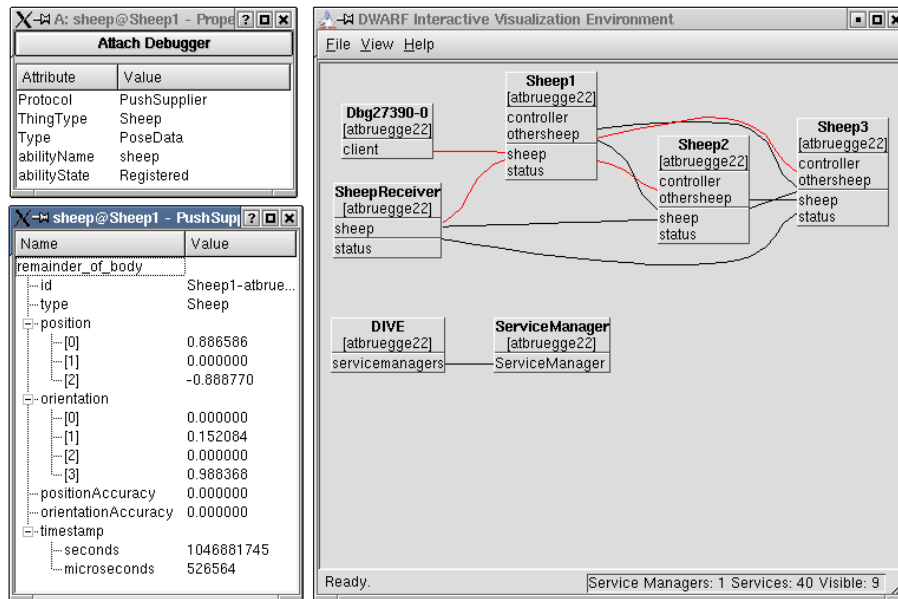 A: sheep@Sheep1 - Prope
Attach Debugger
Attribute Value
Protocol PushSupplier
ThingType Sheep
Type PoseData
abilityName sheep
abilityState Registered
sheep@Sheep1 - PushSupp
Name Value
remainder_of_body
id Sheep1-atbrue...
type Sheep
position
[0] 0.886586
[1] 0.000000
[2] -0.888770
orientation
[0] 0.000000
[1] 0.152084
[2] 0.000000
[3] 0.988368
positionAccuracy 0.000000
orientationAccuracy 0.000000
timestamp
seconds 1046881745
microseconds 526564
DWARF Interactive Visualization Environment
File View Help
Sheep1
[atbruegge22]
controller
othersheep
sheep
status
Dbg27390-0
[atbruegge22]
client
Sheep2
[atbruegge22]
controller
othersheep
sheep
status
Sheep3
[atbruegge22]
controller
othersheep
sheep
status
SheepReceiver
[atbruegge22]
sheep
status
DIVE
[atbruegge22]
servicemanagers
ServiceManager
[atbruegge22]
ServiceManager
Ready.
Service Managers: 1 Services: 40 Visible: 9